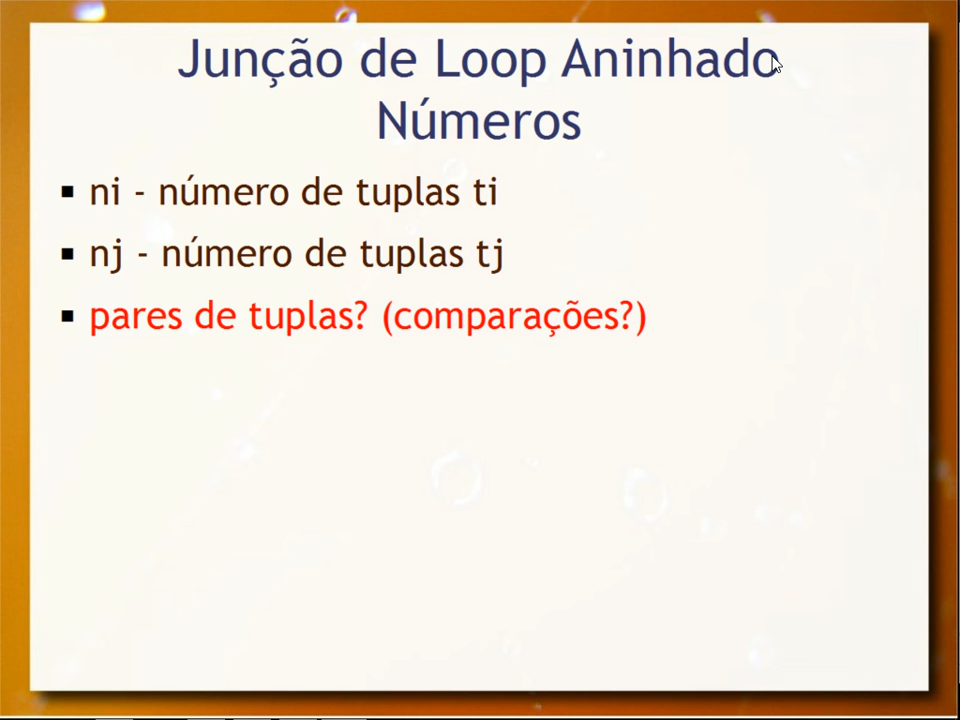 Junção de Loop Aninhado
Números
▪ ni - número de tuplas ti
▪ nj - número de tuplas tj
▪ pares de tuplas? (comparações?)